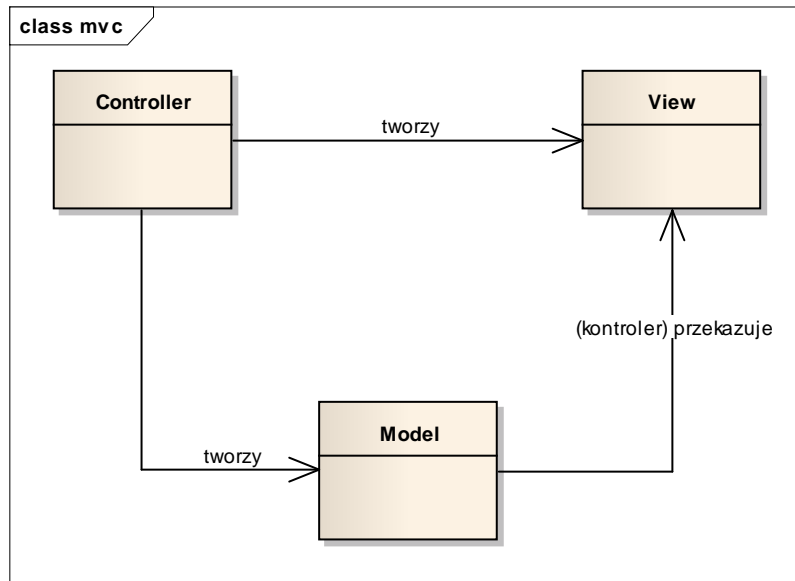 class mvc
Controller
View
tworzy
(kontroler) przekazuje
Model
tworzy